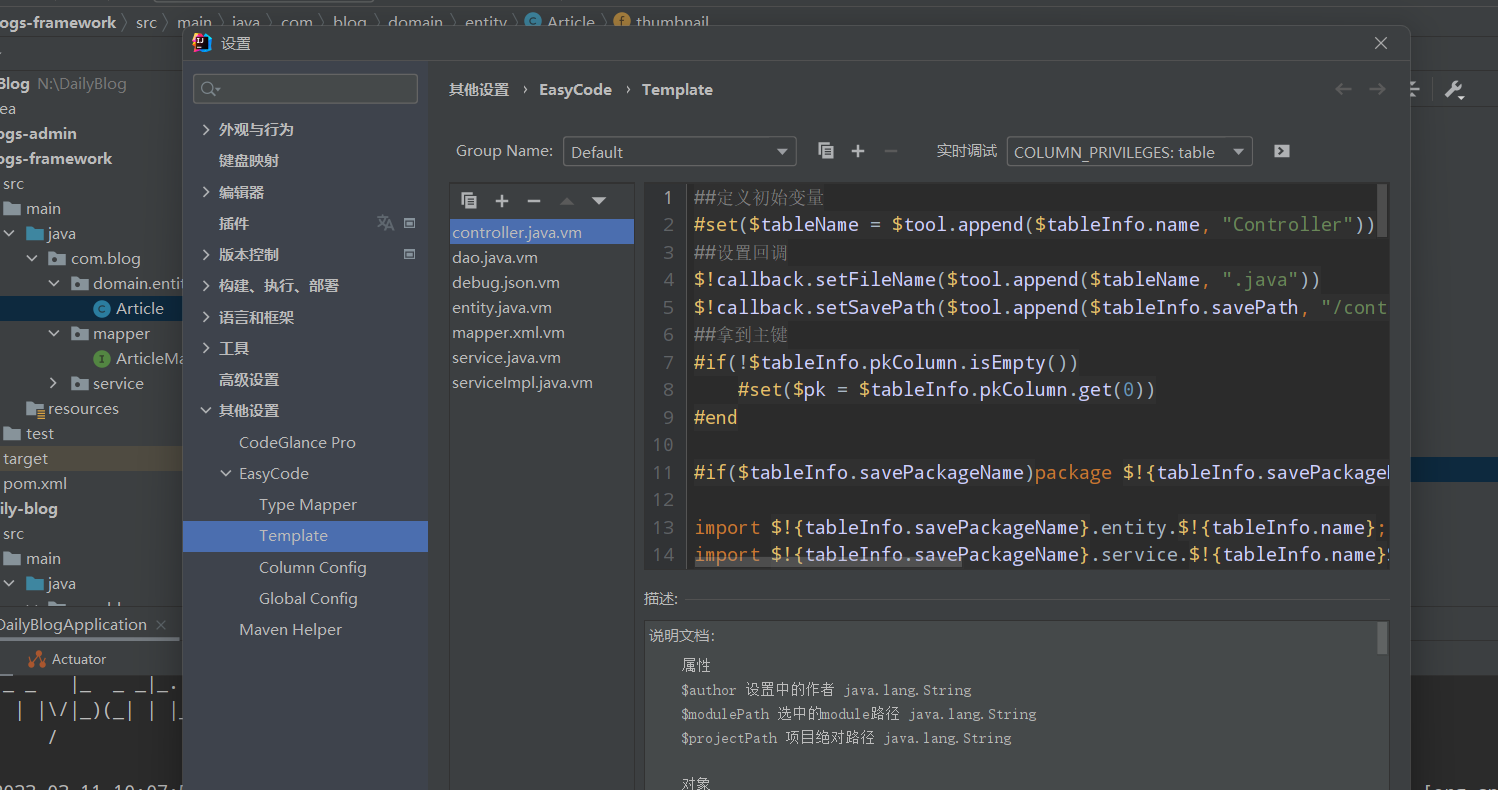 ogs-framework 〉 src 〉 main 〉 java 〉 com 〉 blog 〉 domain 〉 entity 〉 Article 〉 thumbnail
设置
Blog N:\DailyBlog
ea
ogs-admin
ogs-framework
src
main
java
com.blog
domain.entit
Article
mapper
ArticleMa
service
resources
test
target
pom.xml
ily-blog
src
main
java
DailyBlogApplication
Actuator
外观与行为
键盘映射
编辑器
插件
版本控制
构建、执行、部署
语言和框架
工具
高级设置
其他设置
CodeGlance Pro
EasyCode
Type Mapper
Template
Column Config
Global Config
Maven Helper
其他设置 › EasyCode › Template
Group Name: Default
实时调试 COLUMN_PRIVILEGES: table
controller.java.vm
dao.java.vm
debug.json.vm
entity.java.vm
mapper.xml.vm
service.java.vm
serviceImpl.java.vm
1 ##定义初始变量
2 #set($tableName = $tool.append($tableInfo.name, "Controller"))
3 ##设置回调
4 $!callback.setFileName($tool.append($tableName, ".java"))
5 $!callback.setSavePath($tool.append($tableInfo.savePath, "/cont
6 ##拿到主键
7 #if(!$tableInfo.pkColumn.isEmpty())
8 #set($pk = $tableInfo.pkColumn.get(0))
9 #end
10
11 #if($tableInfo.savePackageName)package $!{tableInfo.savePackageN
12
13 import $!{tableInfo.savePackageName}.entity.$!{tableInfo.name};
14 import $!{tableInfo.savePackageName}.service.$!{tableInfo.name}S
描述:
说明文档:
属性
$author 设置中的作者 java.lang.String
$modulePath 选中的module路径 java.lang.String
$projectPath 项目绝对路径 java.lang.String
对象